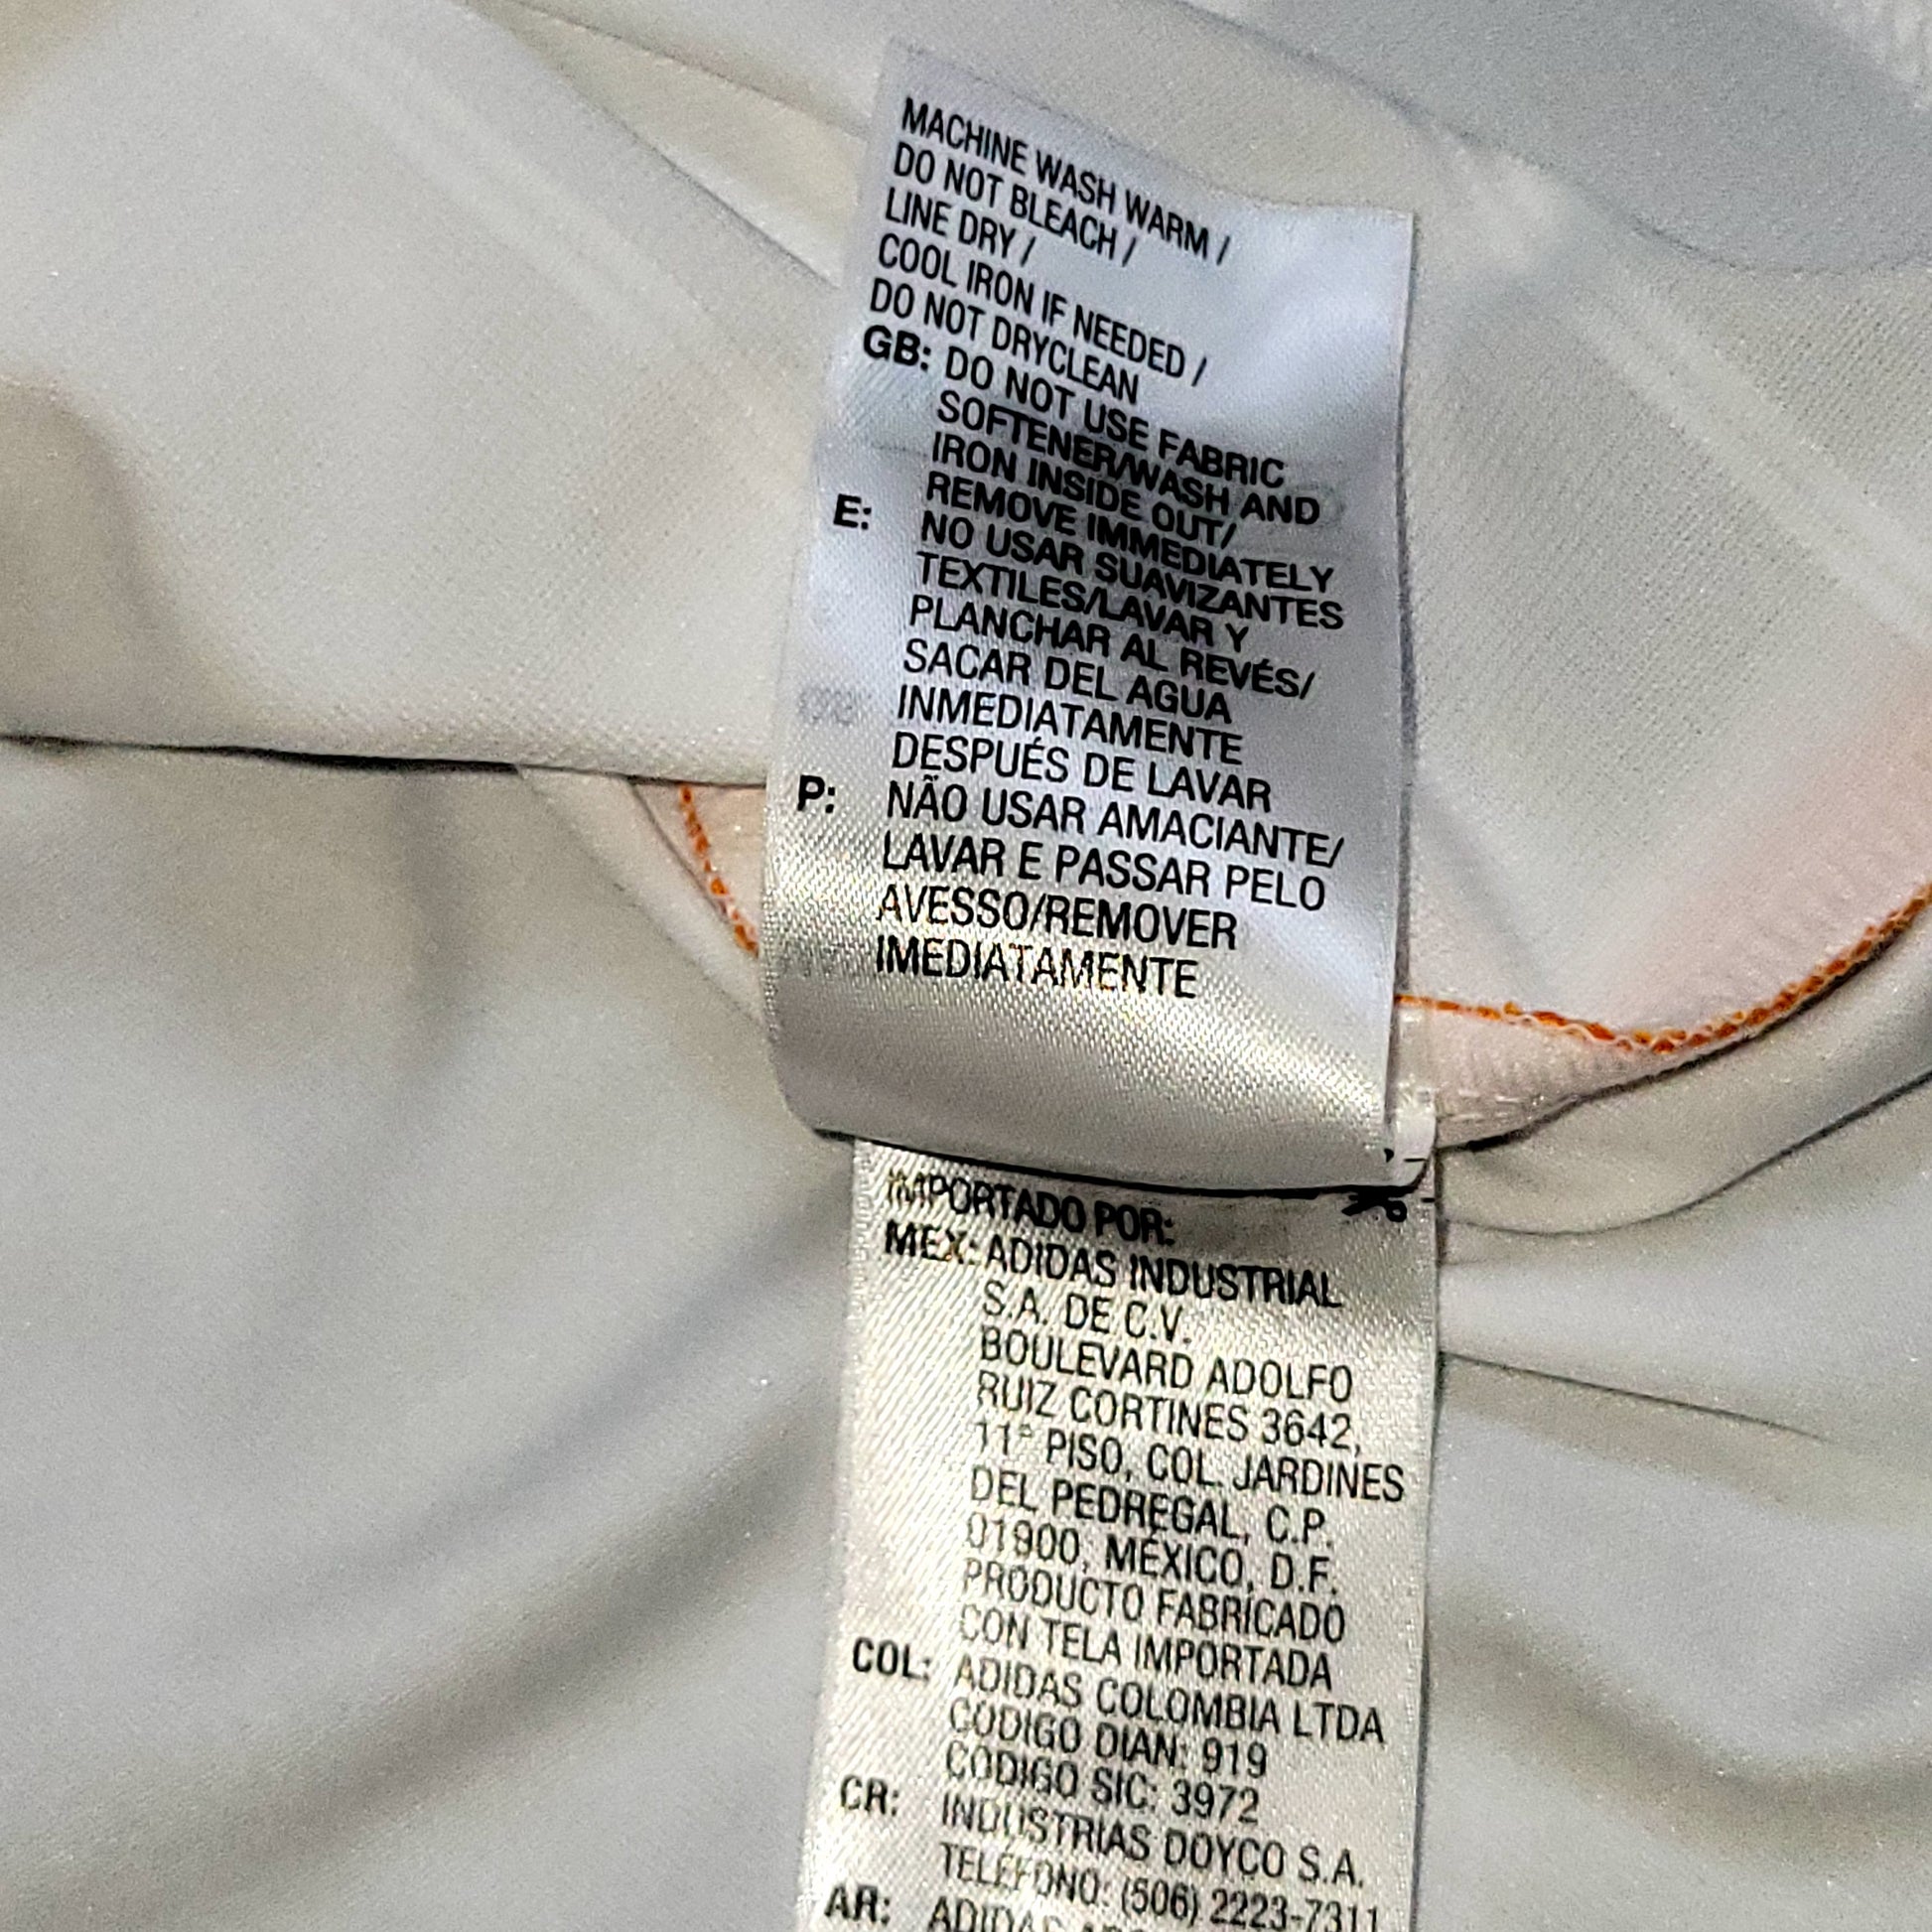 MACHINE WASH WARM /
DO NOT BLEACH /
LINE DRY /
COOL IRON IF NEEDED /
DO NOT DRYCLEAN
GB: DO NOT USE FABRIC
SOFTENER/WASH AND
IRON INSIDE OUT/
REMOVE IMMEDIATELY
E: NO USAR SUAVIZANTES
TEXTILES/LAVAR Y
PLANCHAR AL REVÉS/
SACAR DEL AGUA
INMEDIATAMENTE
DESPUÉS DE LAVAR
P: NÃO USAR AMACIANTE/
LAVAR E PASSAR PELO
AVESSO/REMOVER
IMEDIATAMENTE
IMPORTADO POR:
MEX: ADIDAS INDUSTRIAL
S.A. DE C.V.
BOULEVARD ADOLFO
RUIZ CORTINES 3642,
11° PISO, COL. JARDINES
DEL PEDREGAL, C.P.
01900, MÉXICO, D.F.
PRODUCTO FABRICADO
CON TELA IMPORTADA
COL: ADIDAS COLOMBIA LTDA
CODIGO DIAN: 919
CODIGO SIC: 3972
CR: INDUSTRIAS DOYCO S.A.
TELÉFONO: (506) 2223-7311
AR: ADIDAS